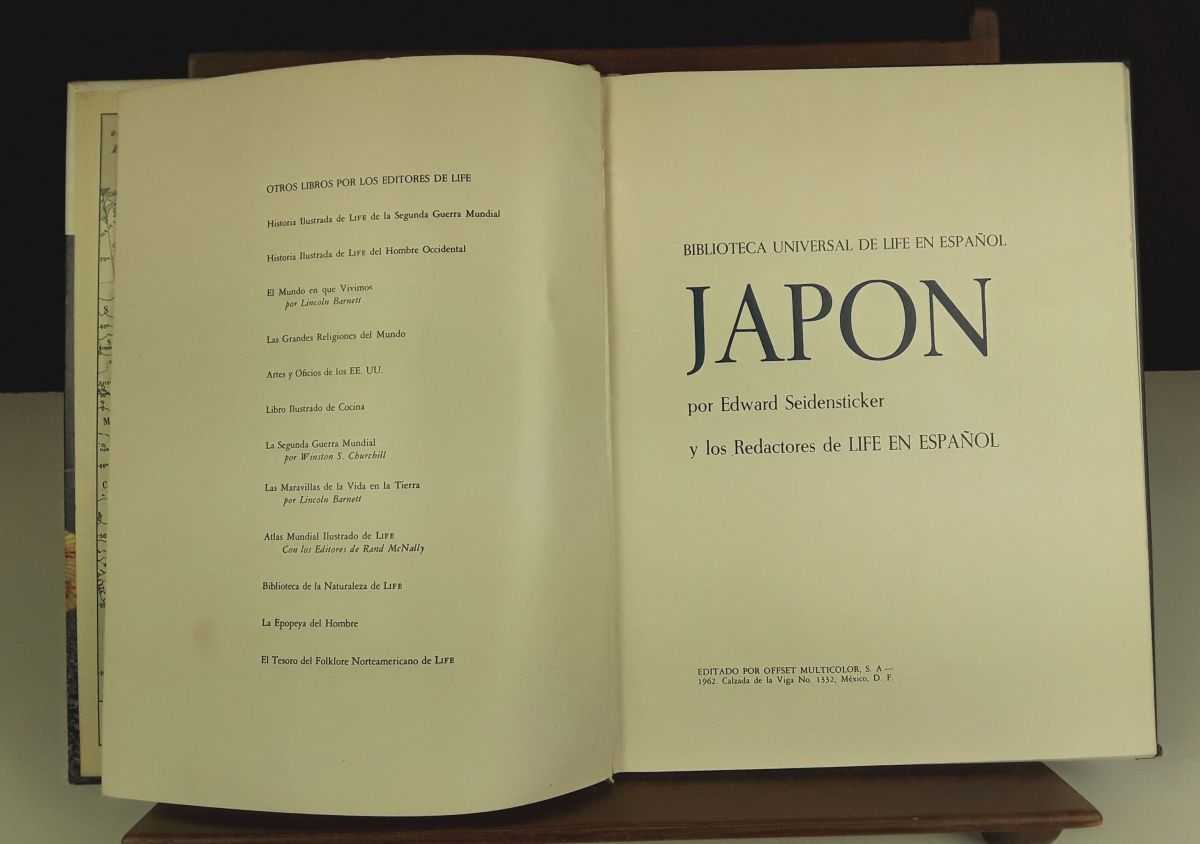 OTROS LIBROS POR LOS EDITORES DE LIFE
Historia Ilustrada de LIFE de la Segunda Guerra Mundial
Historia Ilustrada de LIFE del Hombre Occidental
El Mundo en que Vivimos
por Lincoln Barnett
Las Grandes Religiones del Mundo
Artes y Oficios de los EE. UU.
Libro Ilustrado de Cocina
La Segunda Guerra Mundial
por Winston S. Churchill
Las Maravillas de la Vida en la Tierra
por Lincoln Barnett
Atlas Mundial Ilustrado de LIFE
Con los Editores de Rand McNally
Biblioteca de la Naturaleza de LIFE
La Epopeya del Hombre
El Tesoro del Folklore Norteamericano de LIFE
BIBLIOTECA UNIVERSAL DE LIFE EN ESPAÑOL
JAPON
por Edward Seidensticker
y los Redactores de LIFE EN ESPAÑOL
EDITADO POR OFFSET MULTICOLOR, S. A—
1962. Calzada de la Viga No. 1332, México, D. F.